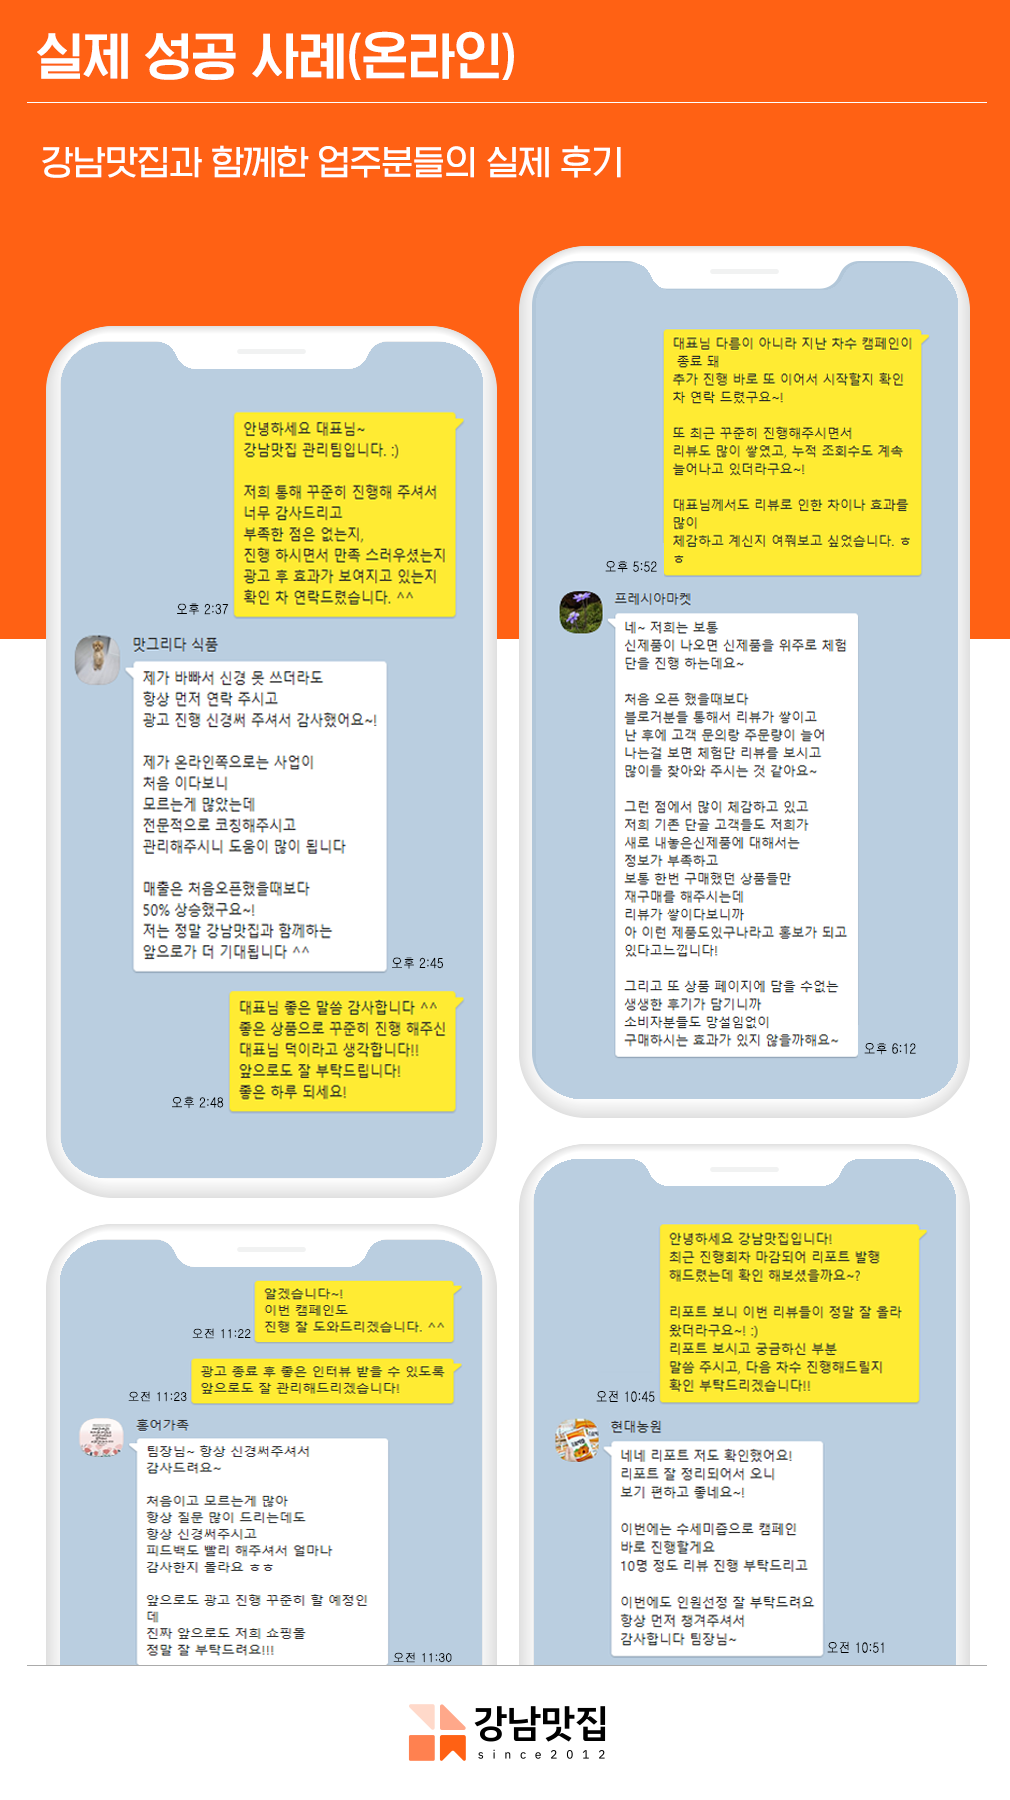 실제 성공 사례(온라인)
강남맛집과 함께한 업주분들의 실제 후기
안녕하세요 대표님~
강남맛집 관리팀입니다. :)
저희 통해 꾸준히 진행해 주셔서
너무 감사드리고
부족한 점은 없는지,
진행 하시면서 만족 스러우셨는지
광고 후 효과가 보여지고 있는지
확인 차 연락드렸습니다. ^^
오후 2:37
맛그리다 식품
제가 바빠서 신경 못 쓰더라도
항상 먼저 연락 주시고
광고 진행 신경써 주셔서 감사했어요~!
제가 온라인쪽으로는 사업이
처음 이다보니
모르는게 많았는데
전문적으로 코칭해주시고
관리해주시니 도움이 많이 됩니다
매출은 처음오픈했을때보다
50% 상승했구요~!
저는 정말 강남맛집과 함께하는
앞으로가 더 기대됩니다 ^^
오후 2:45
대표님 좋은 말씀 감사합니다 ^^
좋은 상품으로 꾸준히 진행 해주신
대표님 덕이라고 생각합니다!!
앞으로도 잘 부탁드립니다!
좋은 하루 되세요!
오후 2:48
대표님 다름이 아니라 지난 차수 캠페인이
종료 돼
추가 진행 바로 또 이어서 시작할지 확인
차 연락 드렸구요~!
또 최근 꾸준히 진행해주시면서
리뷰도 많이 쌓였고, 누적 조회수도 계속
늘어나고 있더라구요~!
대표님께서도 리뷰로 인한 차이나 효과를
많이
체감하고 계신지 여쭤보고 싶었습니다. ㅎ
ㅎ
오후 5:52
프레시아마켓
네~ 저희는 보통
신제품이 나오면 신제품을 위주로 체험
단을 진행 하는데요~
처음 오픈 했을때보다
블로거분들 통해서 리뷰가 쌓이고
난 후에 고객 문의랑 주문량이 늘어
나는걸 보면 체험단 리뷰를 보시고
많이들 찾아와 주시는 것 같아요~
그런 점에서 많이 체감하고 있고
저희 기존 단골 고객들도 저희가
새로 내놓은신제품에 대해서는
정보가 부족하고
보통 한번 구매했던 상품들만
재구매를 해주시는데
리뷰가 쌓이다보니까
아 이런 제품도있구나라고 홍보가 되고
있다고느낍니다!
그리고 또 상품 페이지에 담을 수없는
생생한 후기가 담기니까
소비자분들도 망설임없이
구매하시는 효과가 있지 않을까해요~
오후 6:12
알겠습니다~!
이번 캠페인도
진행 잘 도와드리겠습니다. ^^
오전 11:22
광고 종료 후 좋은 인터뷰 받을 수 있도록
앞으로도 잘 관리해드리겠습니다!
오전 11:23
홍어가족
팀장님~ 항상 신경써주셔서
감사드려요~
처음이고 모르는게 많아
항상 질문 많이 드리는데도
항상 신경써주시고
피드백도 빨리 해주셔서 얼마나
감사한지 몰라요 ㅎㅎ
앞으로도 광고 진행 꾸준히 할 예정인
데
진짜 앞으로도 저희 쇼핑몰
정말 잘 부탁드려요!!!
오전 11:30
안녕하세요 강남맛집입니다!
최근 진행회차 마감되어 리포트 발행
해드렸는데 확인 해보셨을까요~?
리포트 보니 이번 리뷰들이 정말 잘 올라
왔더라구요~! :)
리포트 보시고 궁금하신 부분
말씀 주시고, 다음 차수 진행해드릴지
확인 부탁드리겠습니다!!
오전 10:45
현대농원
네네 리포트 저도 확인했어요!
리포트 잘 정리되어서 오니
보기 편하고 좋네요~!
이번에는 수세미즙으로 캠페인
바로 진행할게요
10명 정도 리뷰 진행 부탁드리고
이번에도 인원선정 잘 부탁드려요
항상 먼저 챙겨주셔서
감사합니다 팀장님~
오전 10:51
강남맛집
since2012